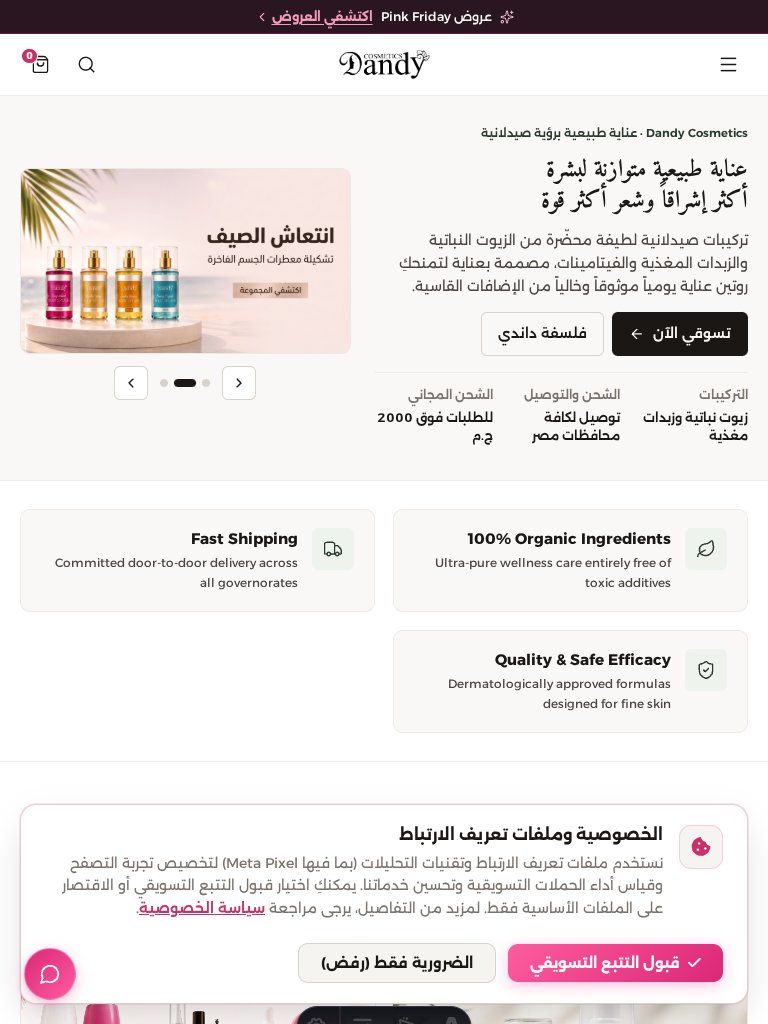 عروض Pink Friday اكتشفي العروض
0
COSMETICS
Dandy
Dandy Cosmetics · عناية طبيعية برؤية صيدلانية
عناية طبيعية متوازنة لبشرة
أكثر إشراقاً وشعر أكثر قوة
تركيبات صيدلانية لطيفة محضّرة من الزيوت النباتية
والزبدات المغذية والفيتامينات، مصممة بعناية لتمنحكِ
روتين عناية يومياً موثوقاً وخالياً من الإضافات القاسية.
تسوقي الآن
فلسفة داندي
التركيبات
زيوت نباتية وزبدات
مغذية
الشحن والتوصيل
توصيل لكافة
محافظات مصر
الشحن المجاني
للطلبات فوق 2000
ج.م
انتعاش الصيف
تشكيلة معطرات الجسم الفاخرة
اكتشفي المجموعة
100% Organic Ingredients
Ultra-pure wellness care entirely free of
toxic additives
Fast Shipping
Committed door-to-door delivery across
all governorates
Quality & Safe Efficacy
Dermatologically approved formulas
designed for fine skin
الخصوصية وملفات تعريف الارتباط
نستخدم ملفات تعريف الارتباط وتقنيات التحليلات (بما فيها Meta Pixel) لتخصيص تجربة التصفح
وقياس أداء الحملات التسويقية وتحسين خدماتنا. يمكنكِ اختيار قبول التتبع التسويقي أو الاقتصار
على الملفات الأساسية فقط. لمزيد من التفاصيل، يرجى مراجعة سياسة الخصوصية.
قبول التتبع التسويقي
الضرورية فقط (رفض)